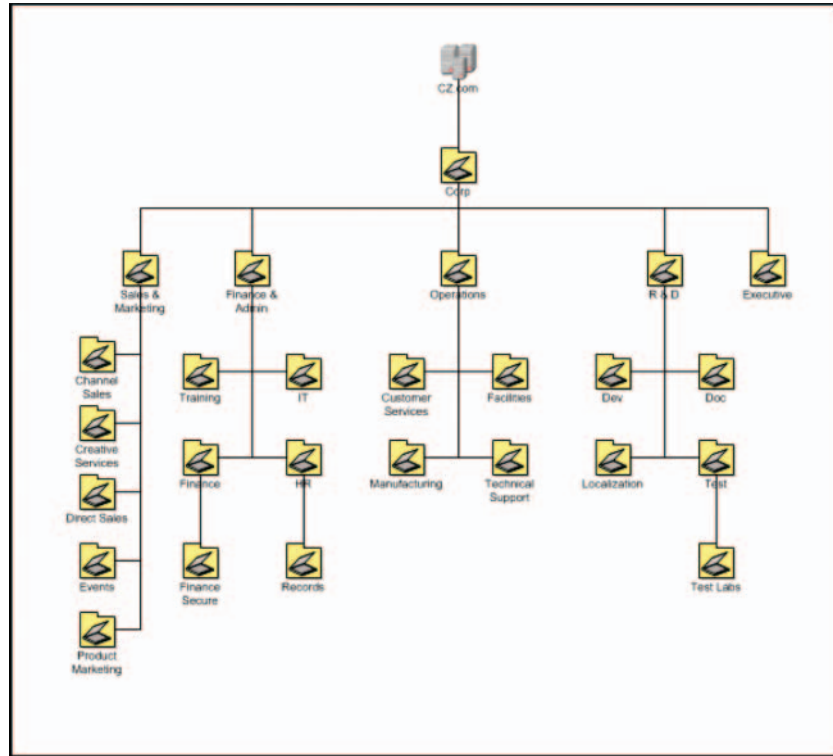 CZ.com
Corp
Sales &
Marketing
Finance &
Admin
Operations
R & D
Executive
Channel
Sales
Training
IT
Customer
Services
Facilities
Dev
Doc
Creative
Services
Finance
HR
Manufacturing
Technical
Support
Localization
Test
Direct Sales
Events
Finance
Secure
Records
Test Labs
Product
Marketing